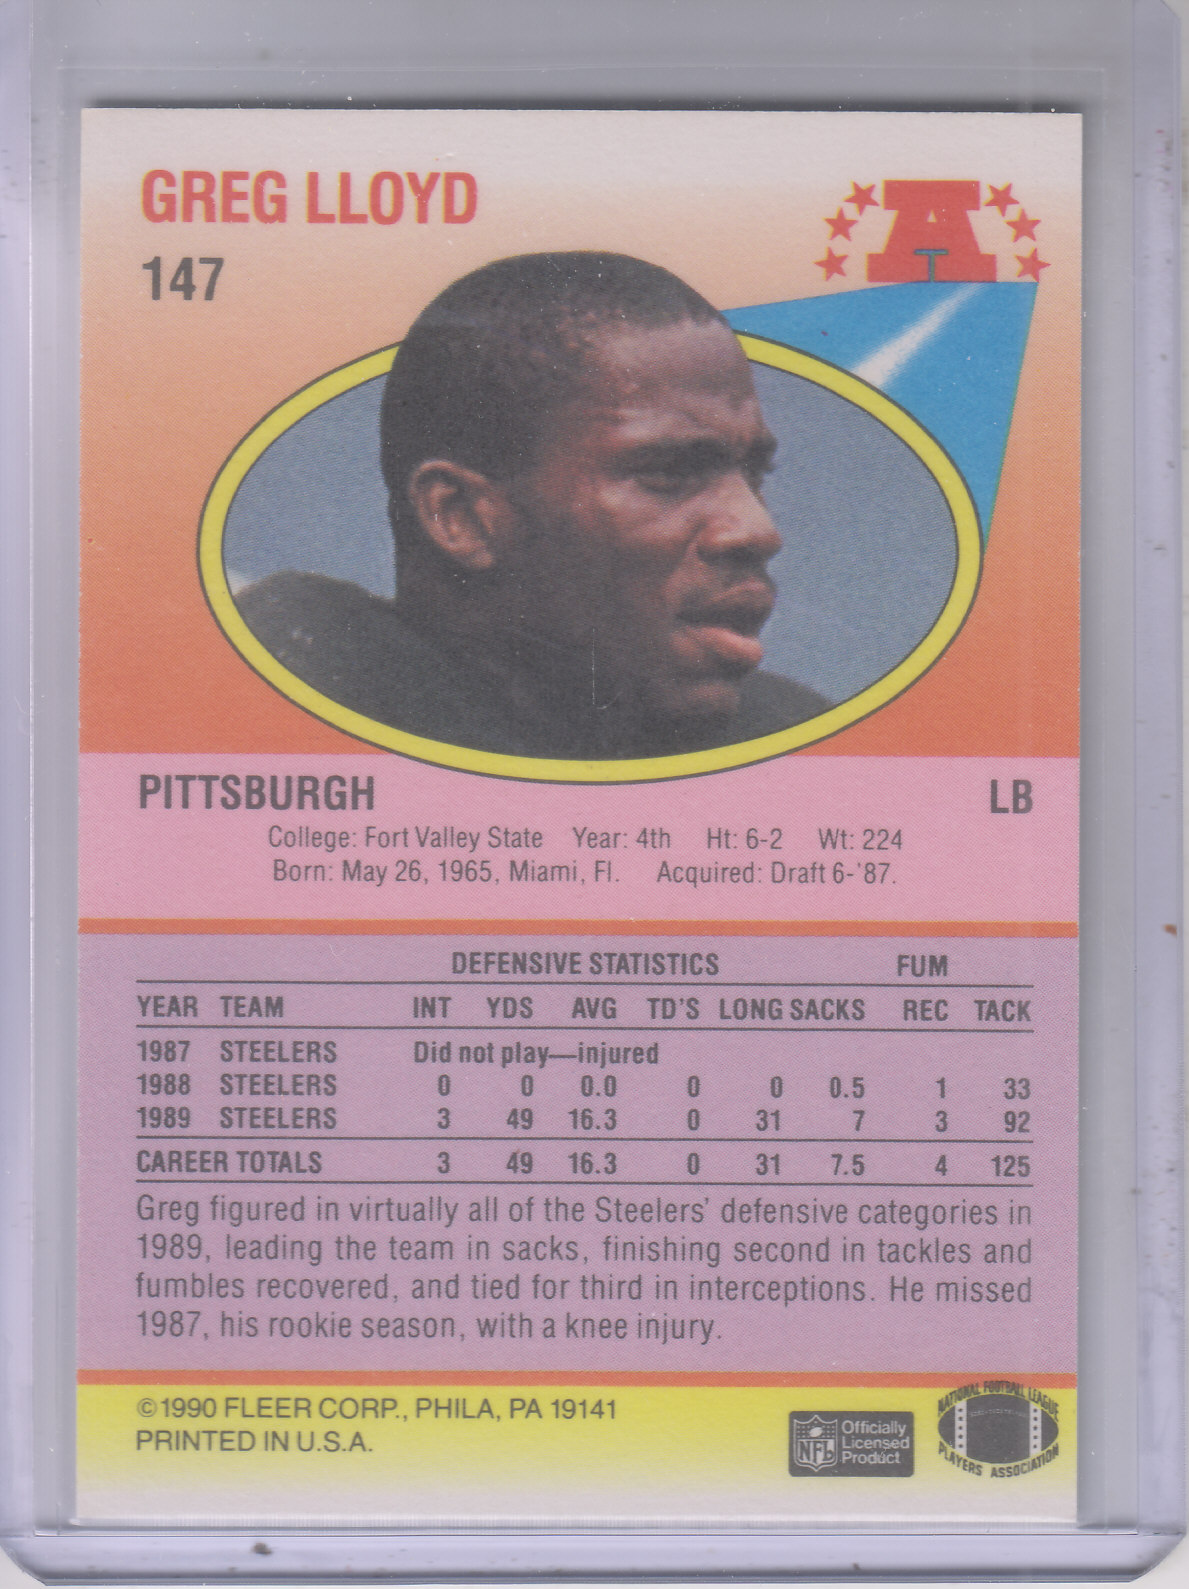 GREG LLOYD
147
A
PITTSBURGH LB
College: Fort Valley State Year: 4th Ht: 6-2 Wt: 224
Born: May 26, 1965, Miami, Fl. Acquired: Draft 6-'87.
DEFENSIVE STATISTICS FUM
YEAR TEAM INT YDS AVG TD'S LONG SACKS REC TACK
1987 STEELERS Did not play—injured
1988 STEELERS 0 0 0.0 0 0 0.5 1 33
1989 STEELERS 3 49 16.3 0 31 7 3 92
CAREER TOTALS 3 49 16.3 0 31 7.5 4 125
Greg figured in virtually all of the Steelers' defensive categories in
1989, leading the team in sacks, finishing second in tackles and
fumbles recovered, and tied for third in interceptions. He missed
1987, his rookie season, with a knee injury.
©1990 FLEER CORP., PHILA, PA 19141
PRINTED IN U.S.A.
NFL
Officially
Licensed
Product
NATIONAL FOOTBALL LEAGUE
PLAYERS ASSOCIATION